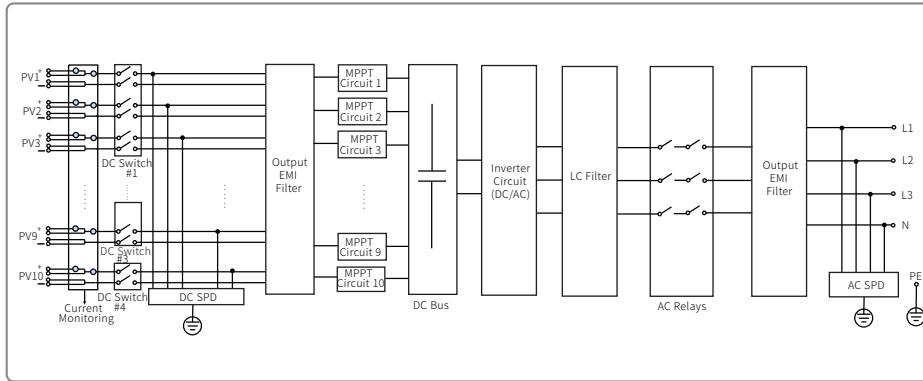 PV1
+
PV2
+
PV3
+
PV9
+
PV10
+
DC Switch
#1
DC Switch
#3
DC Switch
#4
Current
Monitoring
DC SPD
Output
EMI
Filter
MPPT
Circuit 1
MPPT
Circuit 2
MPPT
Circuit 3
MPPT
Circuit 9
MPPT
Circuit 10
DC Bus
Inverter
Circuit
(DC/AC)
LC Filter
AC Relays
Output
EMI
Filter
L1
L2
L3
N
AC SPD
PE